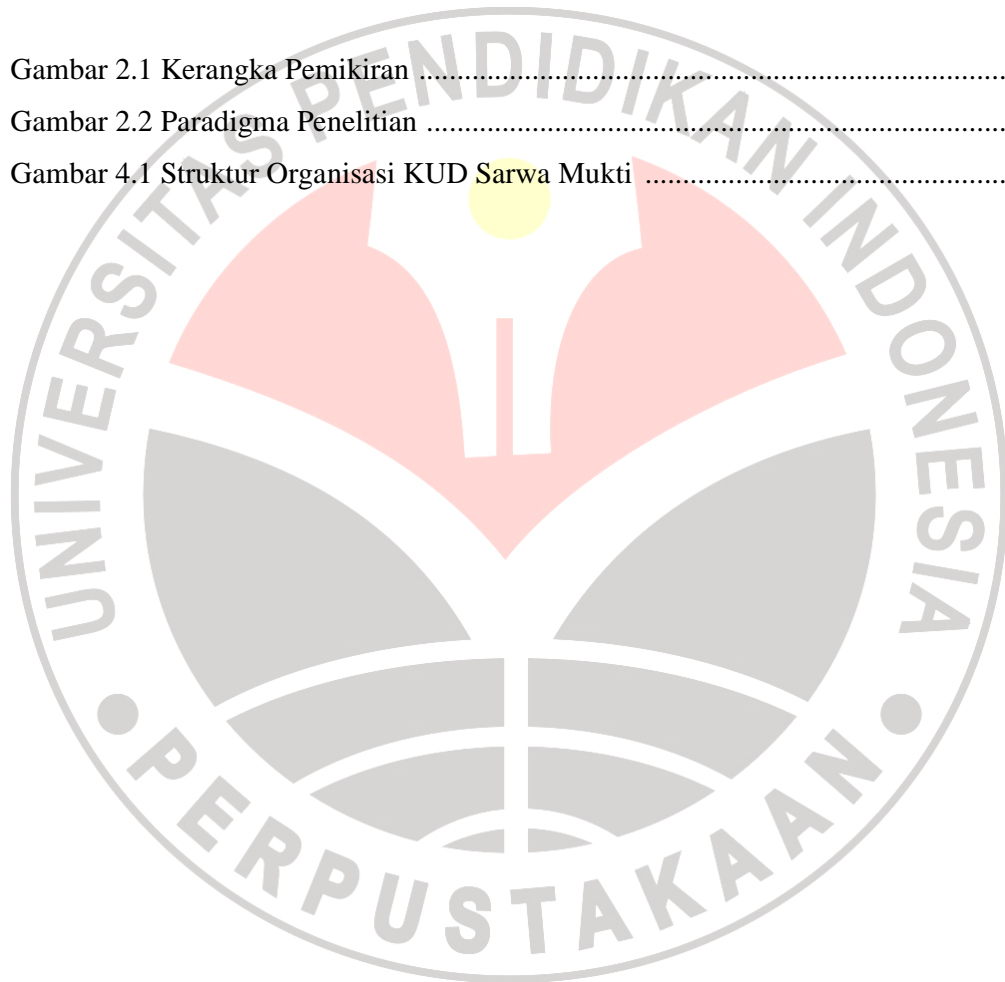 Gambar 2.1 Kerangka Pemikiran ................................................................................
Gambar 2.2 Paradigma Penelitian ...............................................................................
Gambar 4.1 Struktur Organisasi KUD Sarwa Mukti ..................................................
UNIVERSITAS PENDIDIKAN INDONESIA
PERPUSTAKAAN